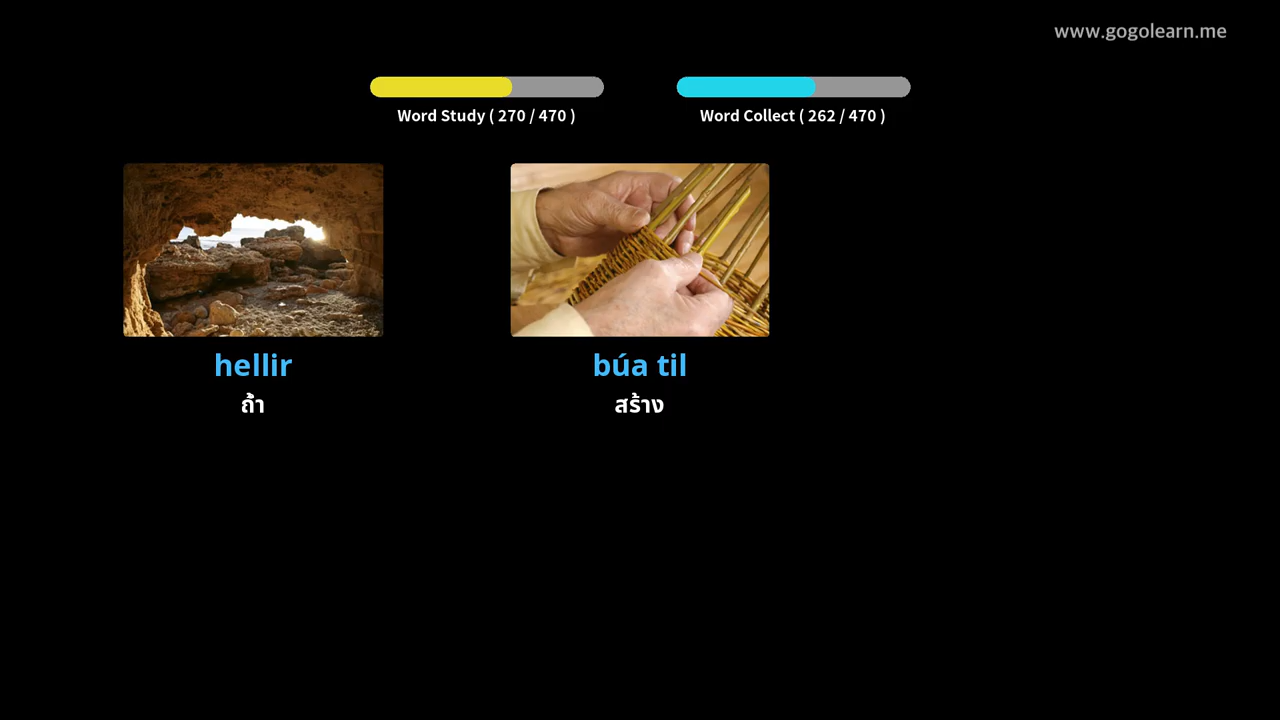 www.gogolearn.me
Word Study ( 270 / 470 )
Word Collect ( 262 / 470 )
hellir
ถ้ำ
búa til
สร้าง